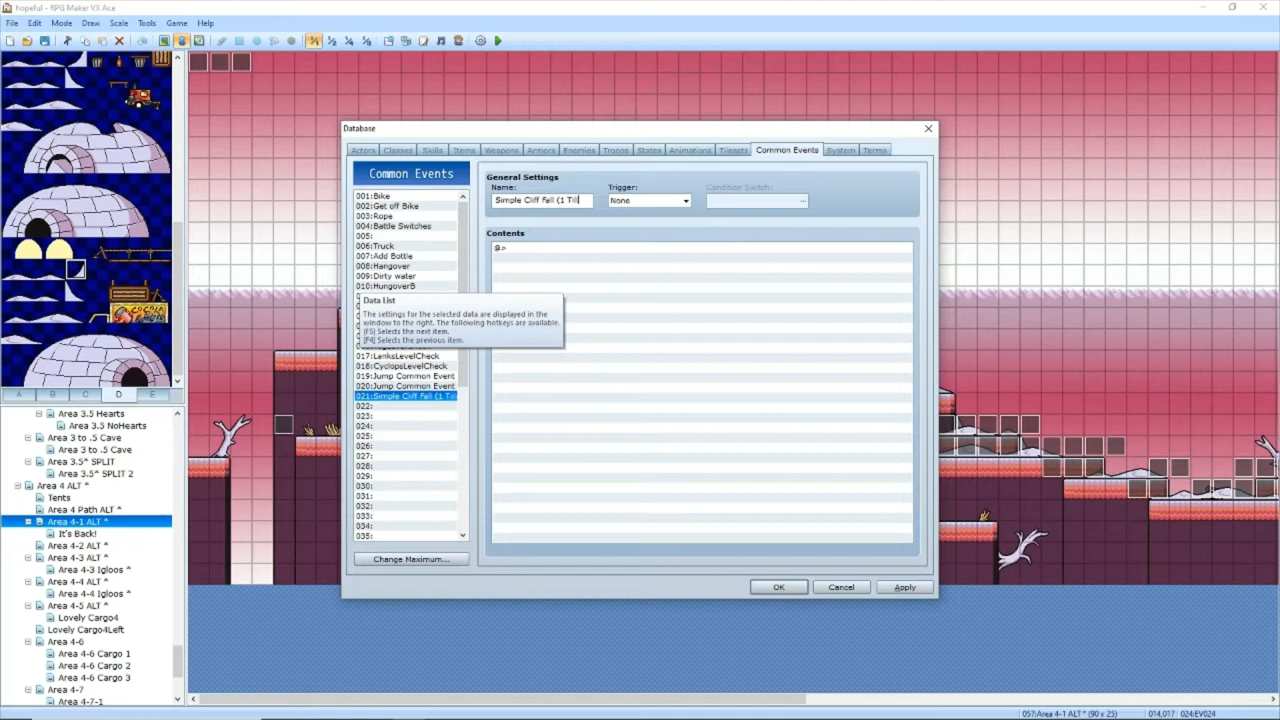 hopeful - RPG Maker VX Ace
File Edit Mode Draw Scale Tools Game Help
Database
Actors Classes Skills Items Weapons Armors Enemies Troops States Animations Tilesets Common Events System Terms
Common Events
001:Bike
002:Get off Bike
003:Rope
004:Battle Switches
005:
006:Truck
007:Add Bottle
008:Hangover
009:Dirty water
010:HungoverB
Data List
The settings for the selected data are displayed in the
window to the right. The following hotkeys are available.
[F5] Selects the next item.
[F4] Selects the previous item.
017:LanksLevelCheck
018:CyclopsLevelCheck
019:Jump Common Event
020:Jump Common Event
021:Simple Cliff Fall (1 Till
022:
023:
024:
025:
026:
027:
028:
029:
030:
031:
032:
033:
034:
035:
Change Maximum...
General Settings
Name: Trigger: Condition Switch:
Simple Cliff Fall (1 Till None ...
Contents
@>
OK Cancel Apply
A B C D E
Area 3.5 Hearts
Area 3.5 NoHearts
Area 3 to .5 Cave
Area 3 to .5 Cave
Area 3.5^ SPLIT
Area 3.5^ SPLIT 2
Area 4 ALT ^
Tents
Area 4 Path ALT ^
Area 4-1 ALT ^
It's Back!
Area 4-2 ALT ^
Area 4-3 ALT ^
Area 4-3 Igloos ^
Area 4-4 ALT ^
Area 4-4 Igloos ^
Area 4-5 ALT ^
Lovely Cargo4
Lovely Cargo4Left
Area 4-6
Area 4-6 Cargo 1
Area 4-6 Cargo 2
Area 4-6 Cargo 3
Area 4-7
Area 4-7-1
057:Area 4-1 ALT ^ (90 x 25) 014,017 024:EV024